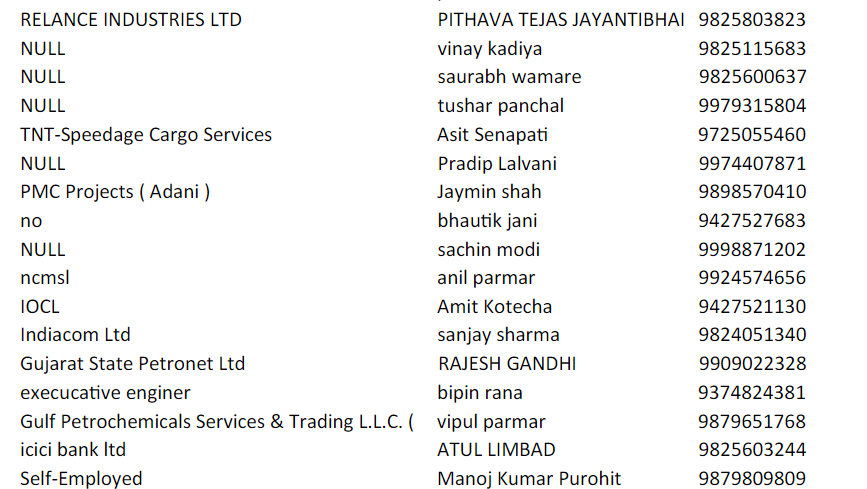 RELANCE INDUSTRIES LTD PITHAVA TEJAS JAYANTIBHAI 9825803823
NULL vinay kadiya 9825115683
NULL saurabh wamare 9825600637
NULL tushar panchal 9979315804
TNT-Speedage Cargo Services Asit Senapati 9725055460
NULL Pradip Lalvani 9974407871
PMC Projects ( Adani ) Jaymin shah 9898570410
no bhautik jani 9427527683
NULL sachin modi 9998871202
ncmsl anil parmar 9924574656
IOCL Amit Kotecha 9427521130
Indiacom Ltd sanjay sharma 9824051340
Gujarat State Petronet Ltd RAJESH GANDHI 9909022328
execucative enginer bipin rana 9374824381
Gulf Petrochemicals Services & Trading L.L.C. ( vipul parmar 9879651768
icici bank ltd ATUL LIMBAD 9825603244
Self-Employed Manoj Kumar Purohit 9879809809